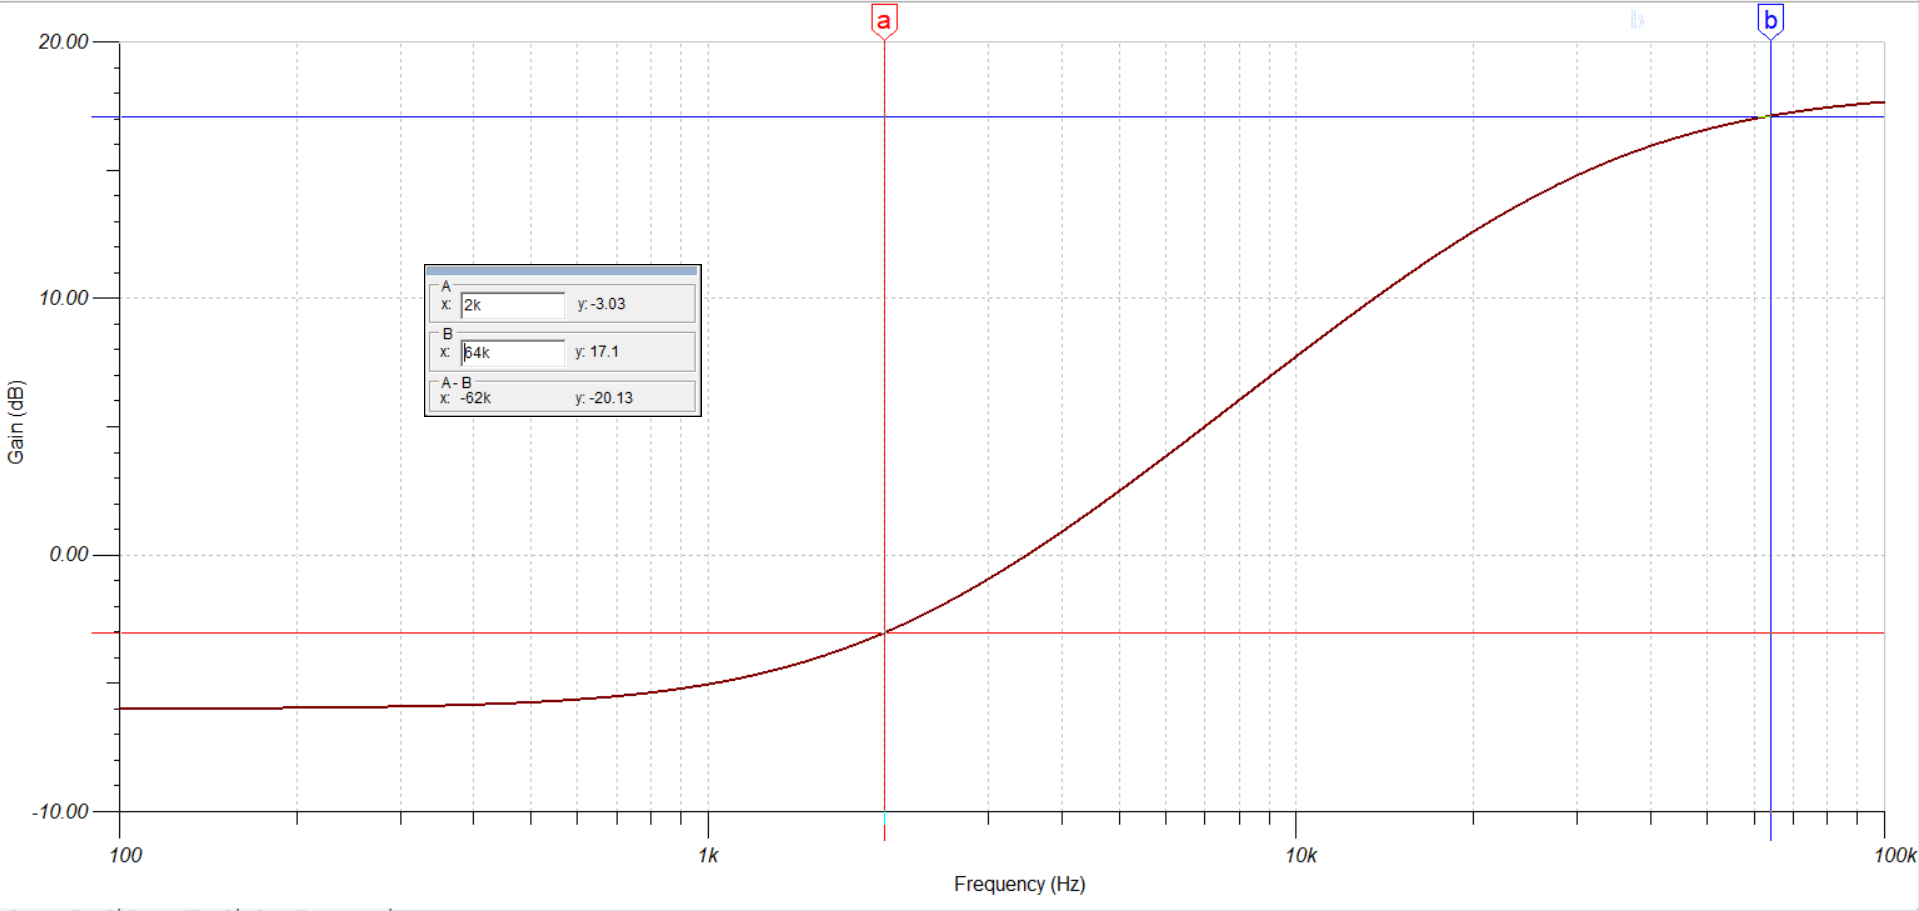 a
b
b
20.00
10.00
0.00
-10.00
Gain (dB)
A
x: 2k y: -3.03
B
x: 64k y: 17.1
A - B
x: -62k y: -20.13
100 1k 10k 100k
Frequency (Hz)